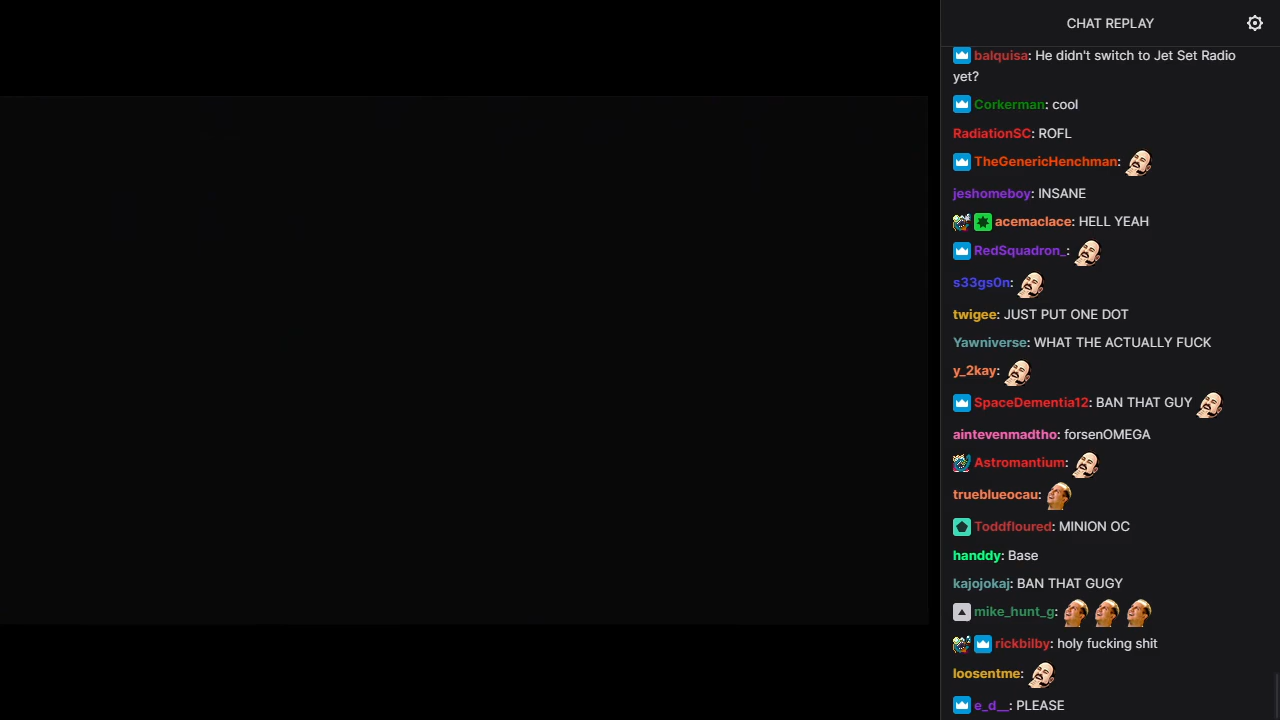 CHAT REPLAY
balquisa: He didn't switch to Jet Set Radio
yet?
Corkerman: cool
RadiationSC: ROFL
TheGenericHenchman:
jeshomeboy: INSANE
acemaclace: HELL YEAH
RedSquadron_:
s33gs0n:
twigee: JUST PUT ONE DOT
Yawniverse: WHAT THE ACTUALLY FUCK
y_2kay:
SpaceDementia12: BAN THAT GUY
aintevenmadtho: forsenOMEGA
Astromantium:
trueblueocau:
Toddfloured: MINION OC
handdy: Base
kajojokaj: BAN THAT GUGY
mike_hunt_g:
rickbilby: holy fucking shit
loosentme:
e_d__: PLEASE